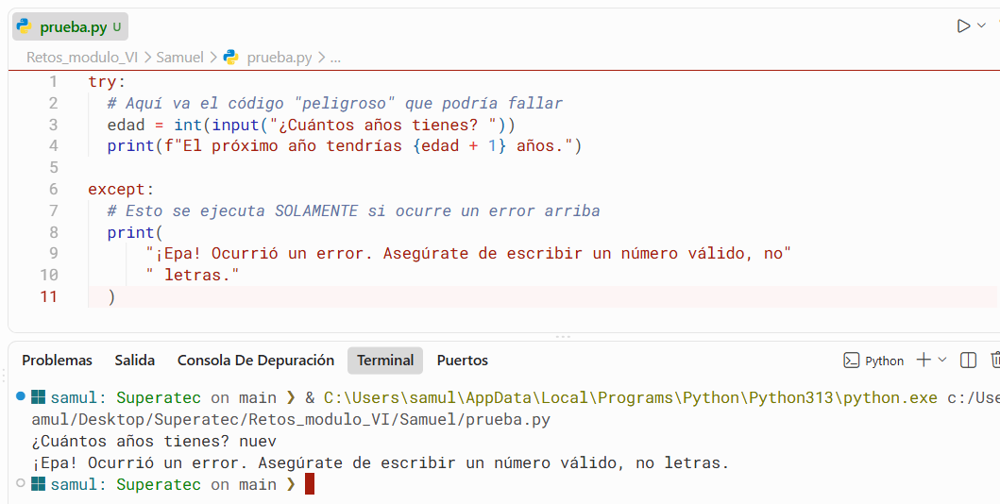 prueba.py U
Retos_modulo_VI > Samuel > prueba.py > ...
1 try:
2 # Aquí va el código "peligroso" que podría fallar
3 edad = int(input("¿Cuántos años tienes? "))
4 print(f"El próximo año tendrías {edad + 1} años.")
5
6 except:
7 # Esto se ejecuta SOLAMENTE si ocurre un error arriba
8 print(
9 "¡Epa! Ocurrió un error. Asegúrate de escribir un número válido, no"
10 " letras."
11 )
Problemas Salida Consola De Depuración Terminal Puertos Python
samul: Superatec on main ❯ & C:\Users\samul\AppData\Local\Programs\Python\Python313\python.exe c:/Use
amul/Desktop/Superatec/Retos_modulo_VI/Samuel/prueba.py
¿Cuántos años tienes? nuev
¡Epa! Ocurrió un error. Asegúrate de escribir un número válido, no letras.
samul: Superatec on main ❯